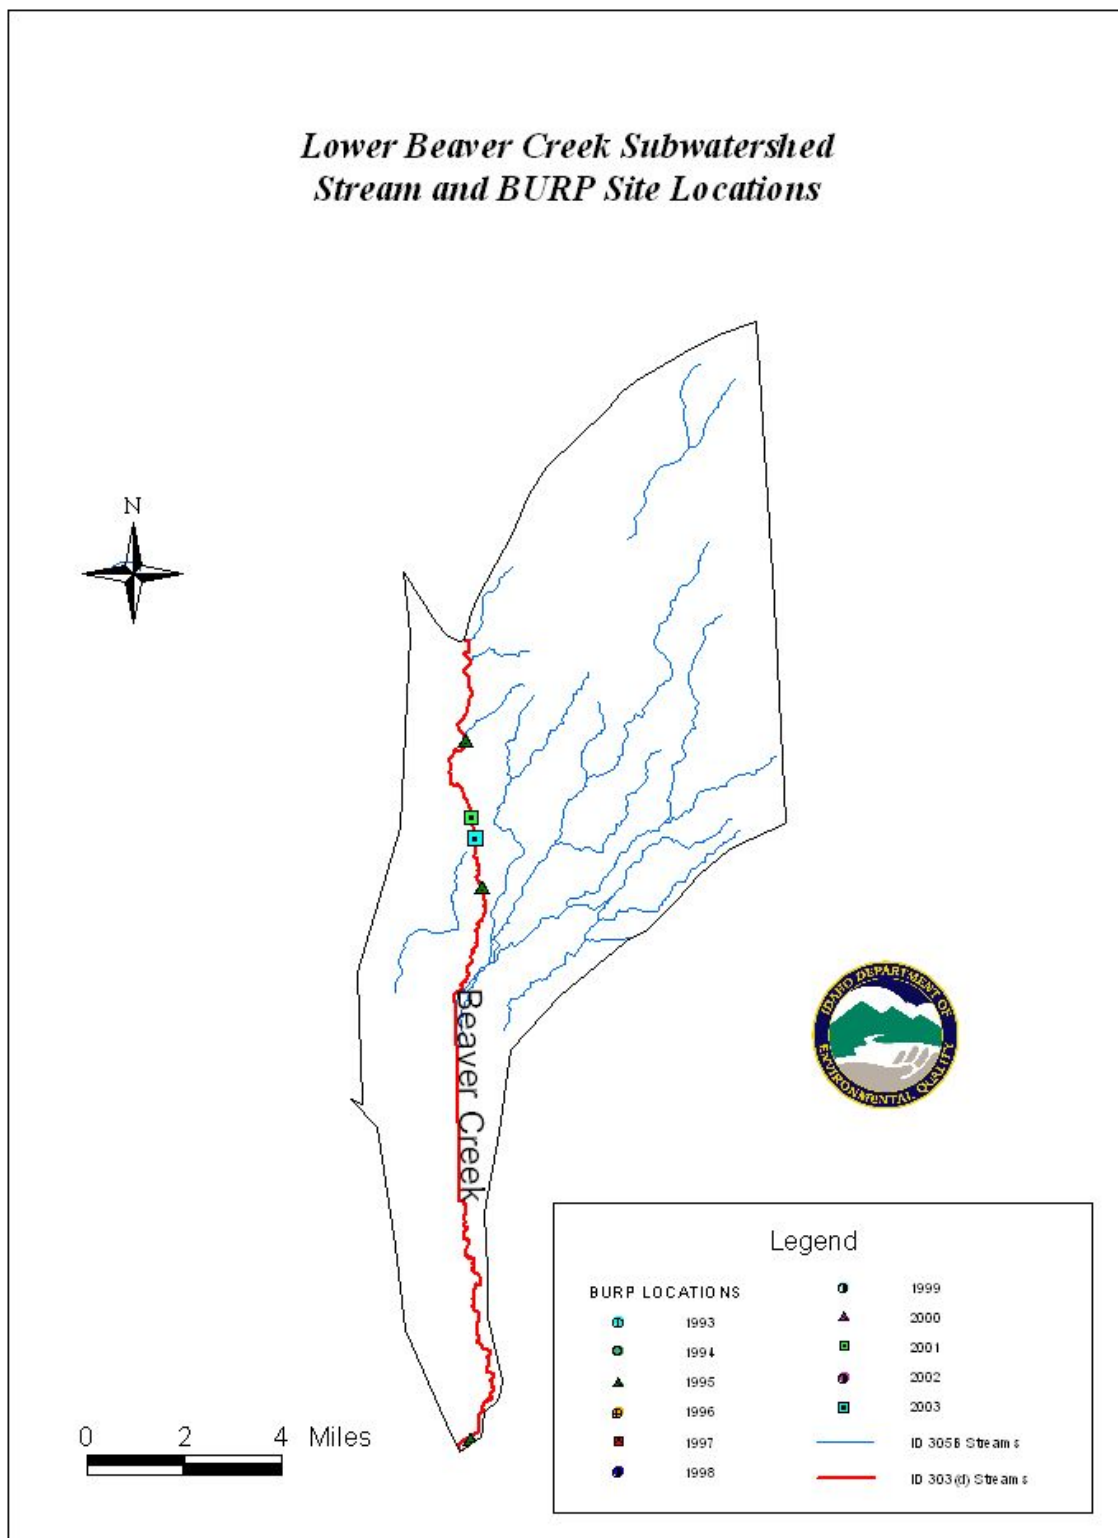 Lower Beaver Creek Subwatershed
Stream and BURP Site Locations
N
Beaver Creek
IDAHO DEPARTMENT OF
ENVIRONMENTAL QUALITY
0 2 4 Miles
Legend
BURP LOCATIONS
1993
1994
1995
1996
1997
1998
1999
2000
2001
2002
2003
ID 305B Streams
ID 303(d) Streams